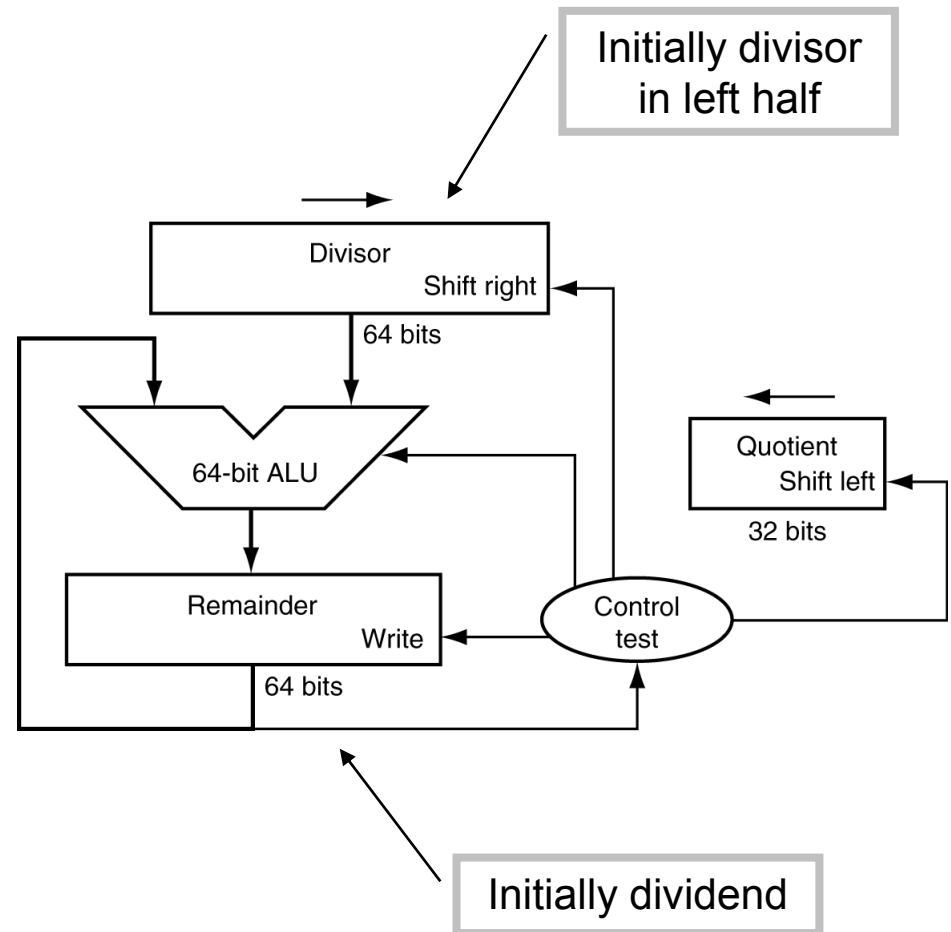 Initially divisor
in left half
Divisor
Shift right
64 bits
64-bit ALU
Quotient
Shift left
32 bits
Remainder
Write
Control
test
64 bits
Initially dividend